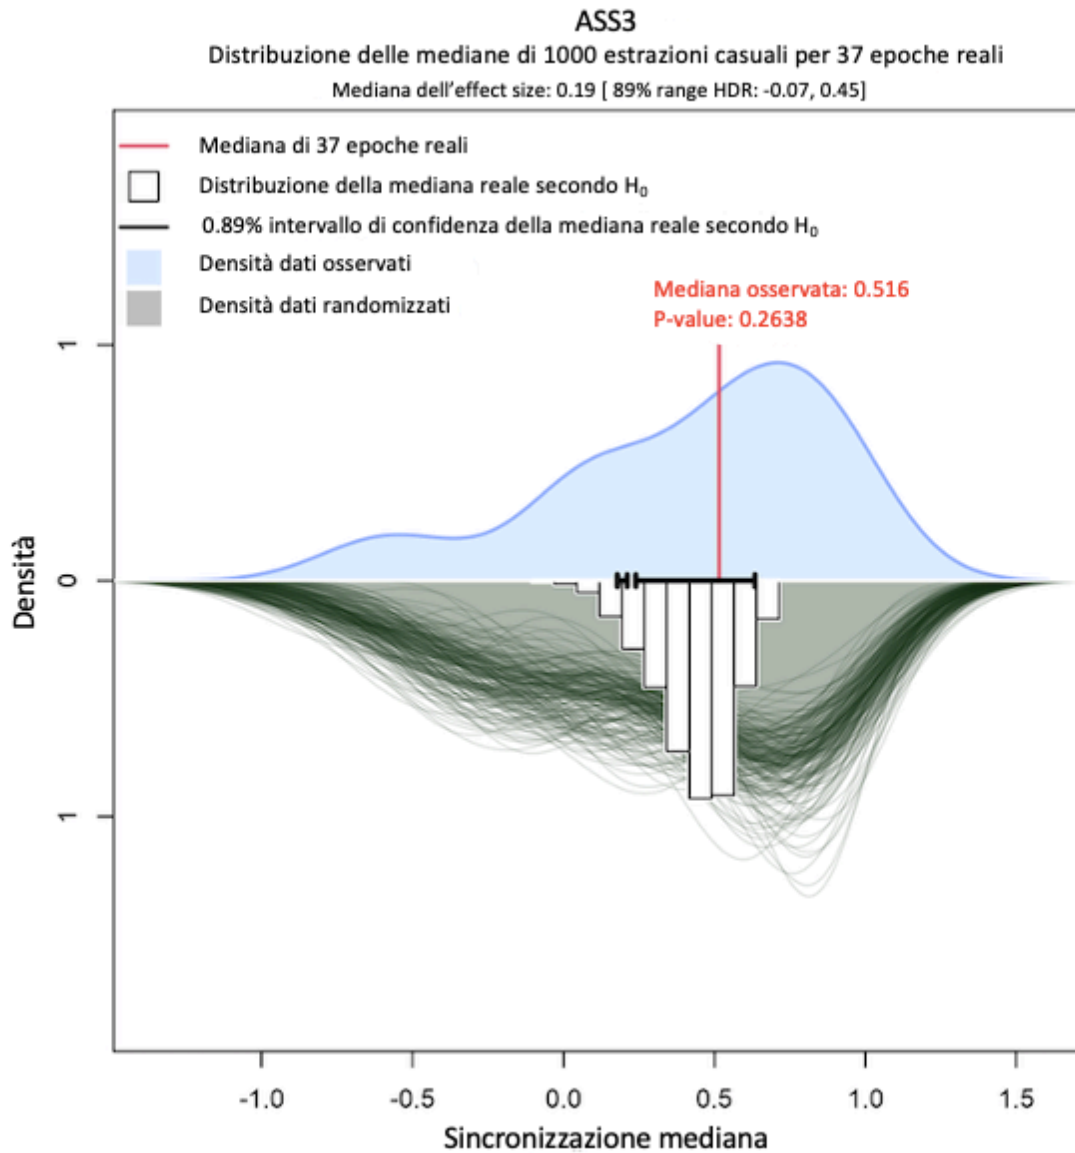 ASS3
Distribuzione delle mediane di 1000 estrazioni casuali per 37 epoche reali
Mediana dell’effect size: 0.19 [ 89% range HDR: -0.07, 0.45]
Mediana di 37 epoche reali
Distribuzione della mediana reale secondo H₀
0.89% intervallo di confidenza della mediana reale secondo H₀
Densità dati osservati
Densità dati randomizzati
Mediana osservata: 0.516
P-value: 0.2638
1
0
1
Densità
-1.0 -0.5 0.0 0.5 1.0 1.5
Sincronizzazione mediana